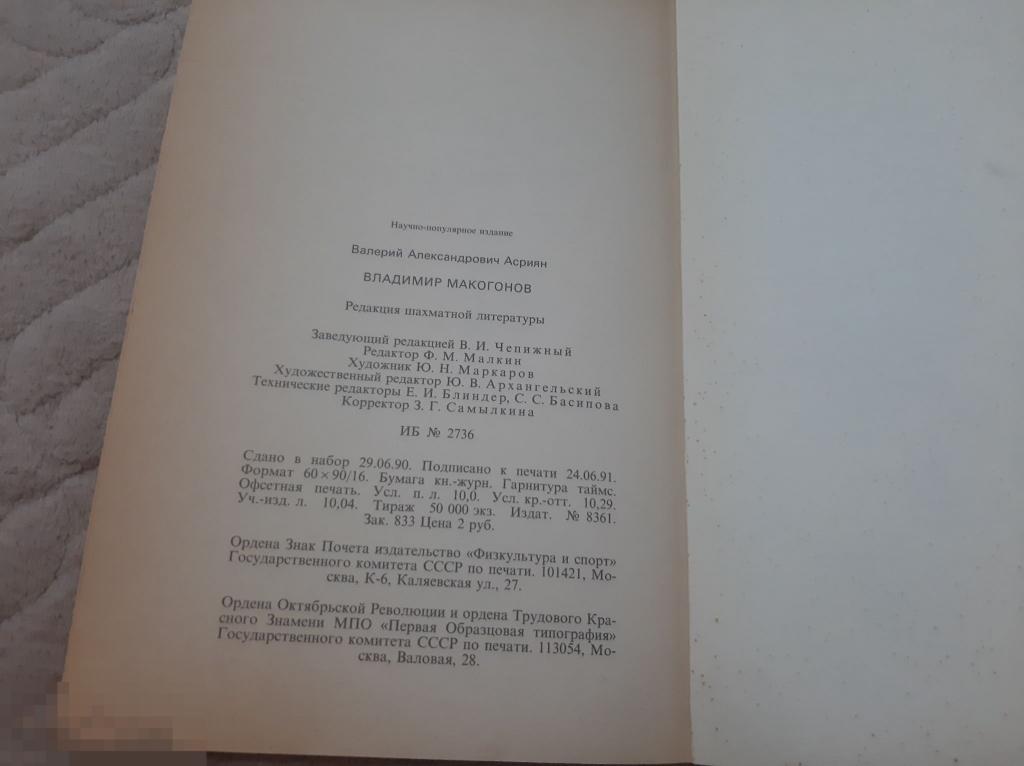 Научно-популярное издание
Валерий Александрович Асриян
ВЛАДИМИР МАКОГОНОВ
Редакция шахматной литературы
Заведующий редакцией В. И. Чепижный
Редактор Ф. М. Малкин
Художник Ю. Н. Маркаров
Художественный редактор Ю. В. Архангельский
Технические редакторы Е. И. Блиндер, С. С. Басипова
Корректор З. Г. Самылкина
ИБ № 2736
Сдано в набор 29.06.90. Подписано к печати 24.06.91.
Формат 60×90/16. Бумага кн.-журн. Гарнитура таймс.
Офсетная печать. Усл. п. л. 10,0. Усл. кр.-отт. 10,29.
Уч.-изд. л. 10,04. Тираж 50 000 экз. Издат. № 8361.
Зак. 833 Цена 2 руб.
Ордена Знак Почета издательство «Физкультура и спорт»
Государственного комитета СССР по печати. 101421, Мо-
сква, К-6, Каляевская ул., 27.
Ордена Октябрьской Революции и ордена Трудового Кра-
сного Знамени МПО «Первая Образцовая типография»
Государственного комитета СССР по печати. 113054, Мо-
сква, Валовая, 28.